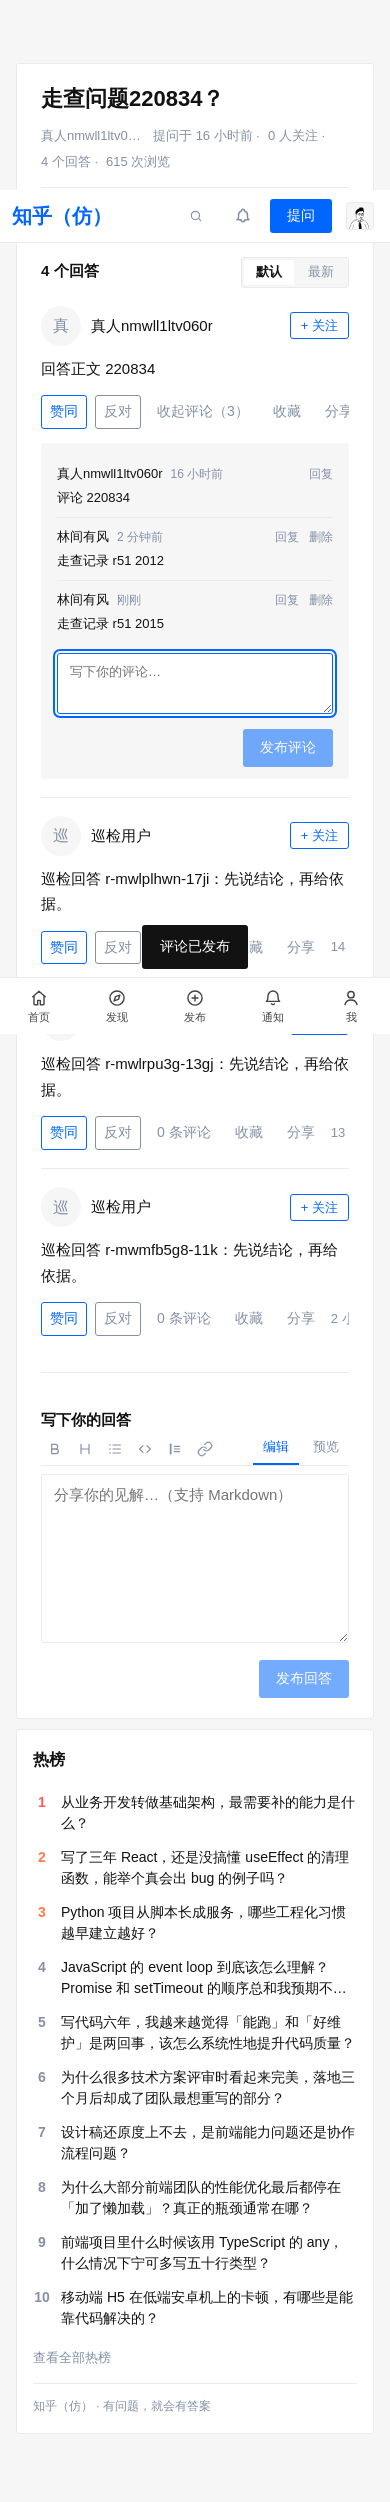 走查问题220834？
真人nmwll1ltv0… 提问于 16 小时前 · 0 人关注 ·
4 个回答 · 615 次浏览
知乎（仿） 提问
4 个回答 默认 最新
真 真人nmwll1ltv060r + 关注
回答正文 220834
赞同 反对 收起评论（3） 收藏 分享
真人nmwll1ltv060r 16 小时前 回复
评论 220834
林间有风 2 分钟前 回复 删除
走查记录 r51 2012
林间有风 刚刚 回复 删除
走查记录 r51 2015
写下你的评论…
发布评论
巡 巡检用户 + 关注
巡检回答 r-mwlplhwn-17ji：先说结论，再给依
据。
赞同 反对 评论已发布 藏 分享 14
首页 发现 发布 通知 我
巡检回答 r-mwlrpu3g-13gj：先说结论，再给依
据。
赞同 反对 0 条评论 收藏 分享 13
巡 巡检用户 + 关注
巡检回答 r-mwmfb5g8-11k：先说结论，再给
依据。
赞同 反对 0 条评论 收藏 分享 2 小
写下你的回答
B H 编辑 预览
分享你的见解…（支持 Markdown）
发布回答
热榜
1 从业务开发转做基础架构，最需要补的能力是什
么？
2 写了三年 React，还是没搞懂 useEffect 的清理
函数，能举个真会出 bug 的例子吗？
3 Python 项目从脚本长成服务，哪些工程化习惯
越早建立越好？
4 JavaScript 的 event loop 到底该怎么理解？
Promise 和 setTimeout 的顺序总和我预期不…
5 写代码六年，我越来越觉得「能跑」和「好维
护」是两回事，该怎么系统性地提升代码质量？
6 为什么很多技术方案评审时看起来完美，落地三
个月后却成了团队最想重写的部分？
7 设计稿还原度上不去，是前端能力问题还是协作
流程问题？
8 为什么大部分前端团队的性能优化最后都停在
「加了懒加载」？真正的瓶颈通常在哪？
9 前端项目里什么时候该用 TypeScript 的 any，
什么情况下宁可多写五十行类型？
10 移动端 H5 在低端安卓机上的卡顿，有哪些是能
靠代码解决的？
查看全部热榜
知乎（仿） · 有问题，就会有答案